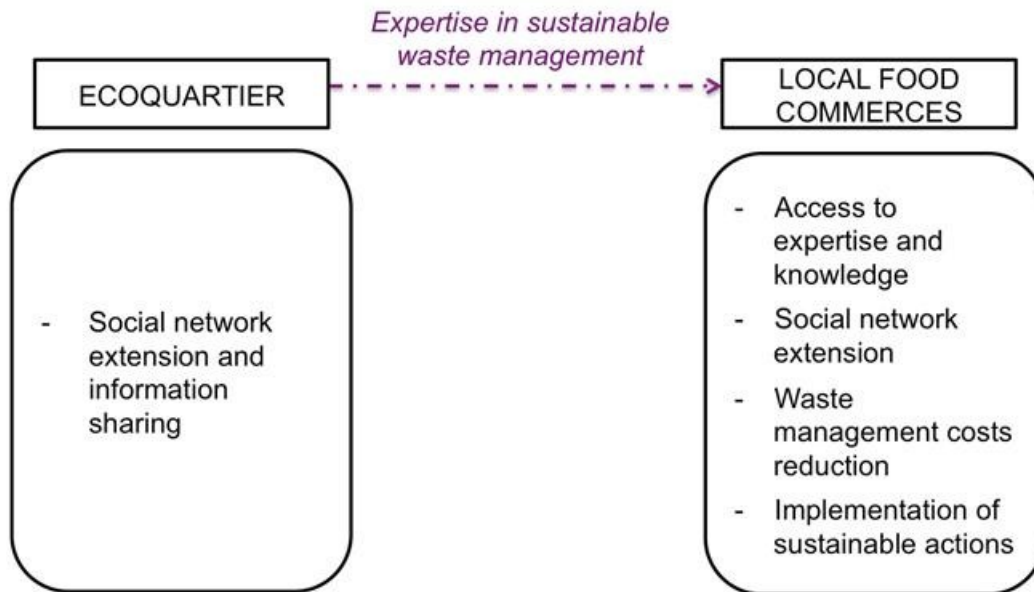 Expertise in sustainable
waste management
ECOQUARTIER
LOCAL FOOD
COMMERCES
- Social network
extension and
information
sharing
- Access to
expertise and
knowledge
- Social network
extension
- Waste
management costs
reduction
- Implementation of
sustainable actions